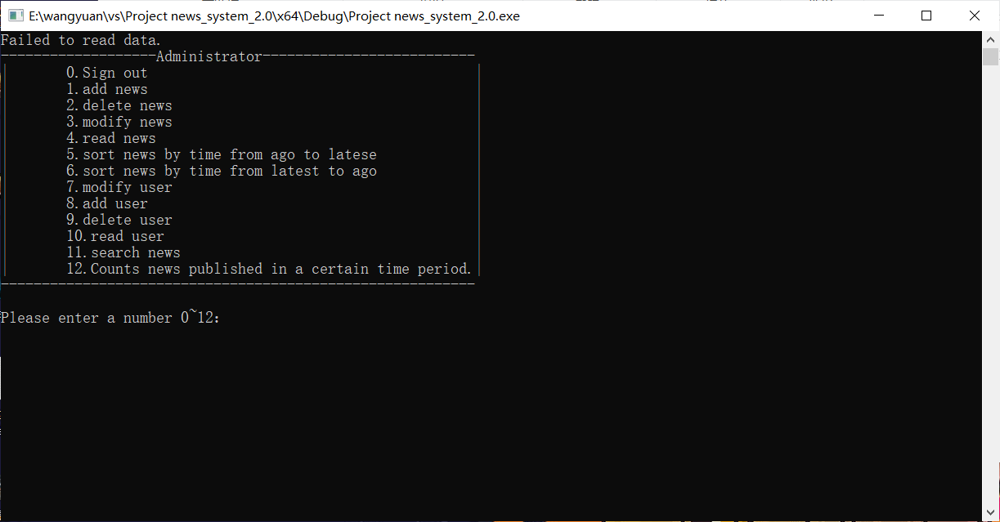 E:\wangyuan\vs\Project news_system_2.0\x64\Debug\Project news_system_2.0.exe
Failed to read data.
-------------------Administrator--------------------------
0.Sign out
1.add news
2.delete news
3.modify news
4.read news
5.sort news by time from ago to latese
6.sort news by time from latest to ago
7.modify user
8.add user
9.delete user
10.read user
11.search news
12.Counts news published in a certain time period.
----------------------------------------------------------
Please enter a number 0~12: